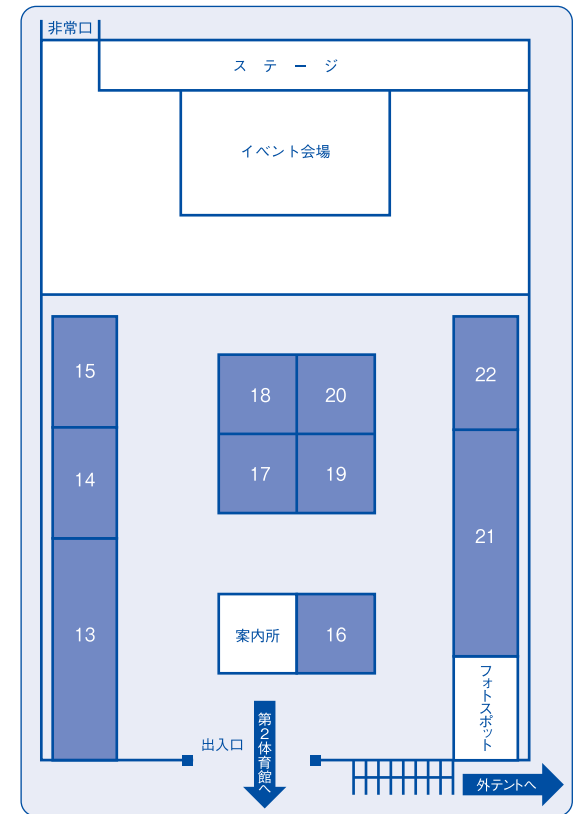 非常口
ステージ
イベント会場
15
18
20
22
14
17
19
21
13
案内所
16
フォトスポット
出入口
第2体育館へ
外テントへ